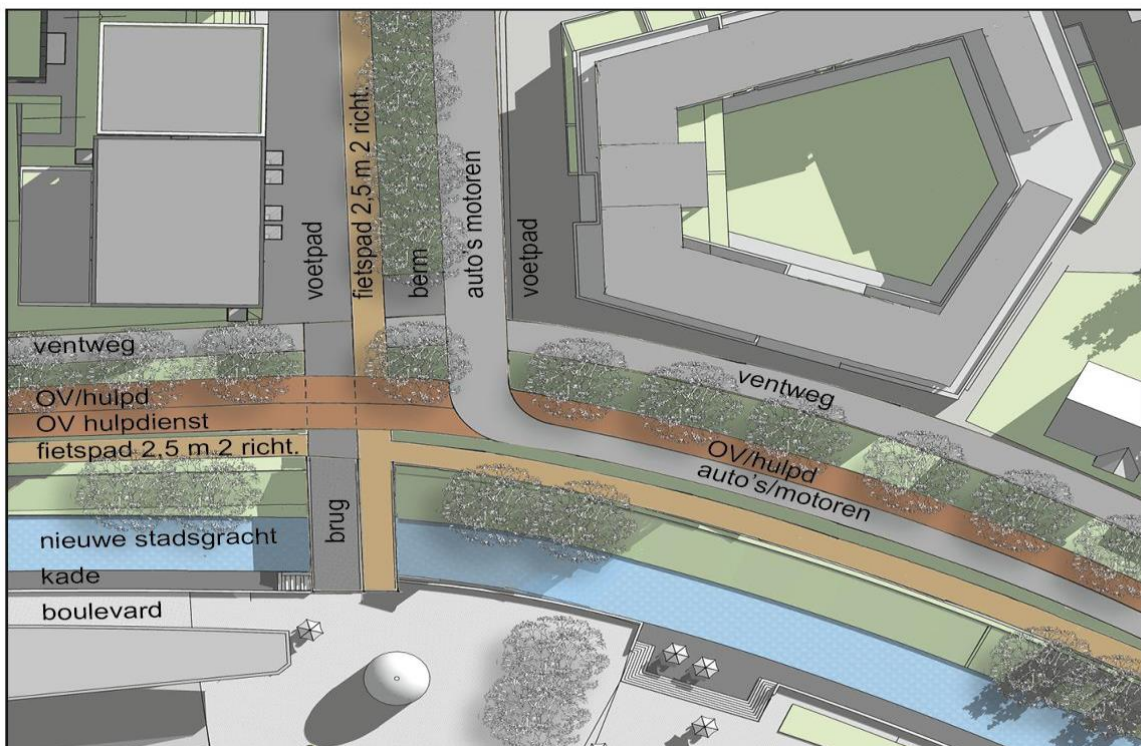 voetpad
fietspad 2,5 m 2 richt.
berm
auto's motoren
voetpad
ventweg
ventweg
OV/hulpd
OV hulpdienst
fietspad 2,5 m 2 richt.
OV/hulpd
auto's/motoren
brug
nieuwe stadsgracht
kade
boulevard